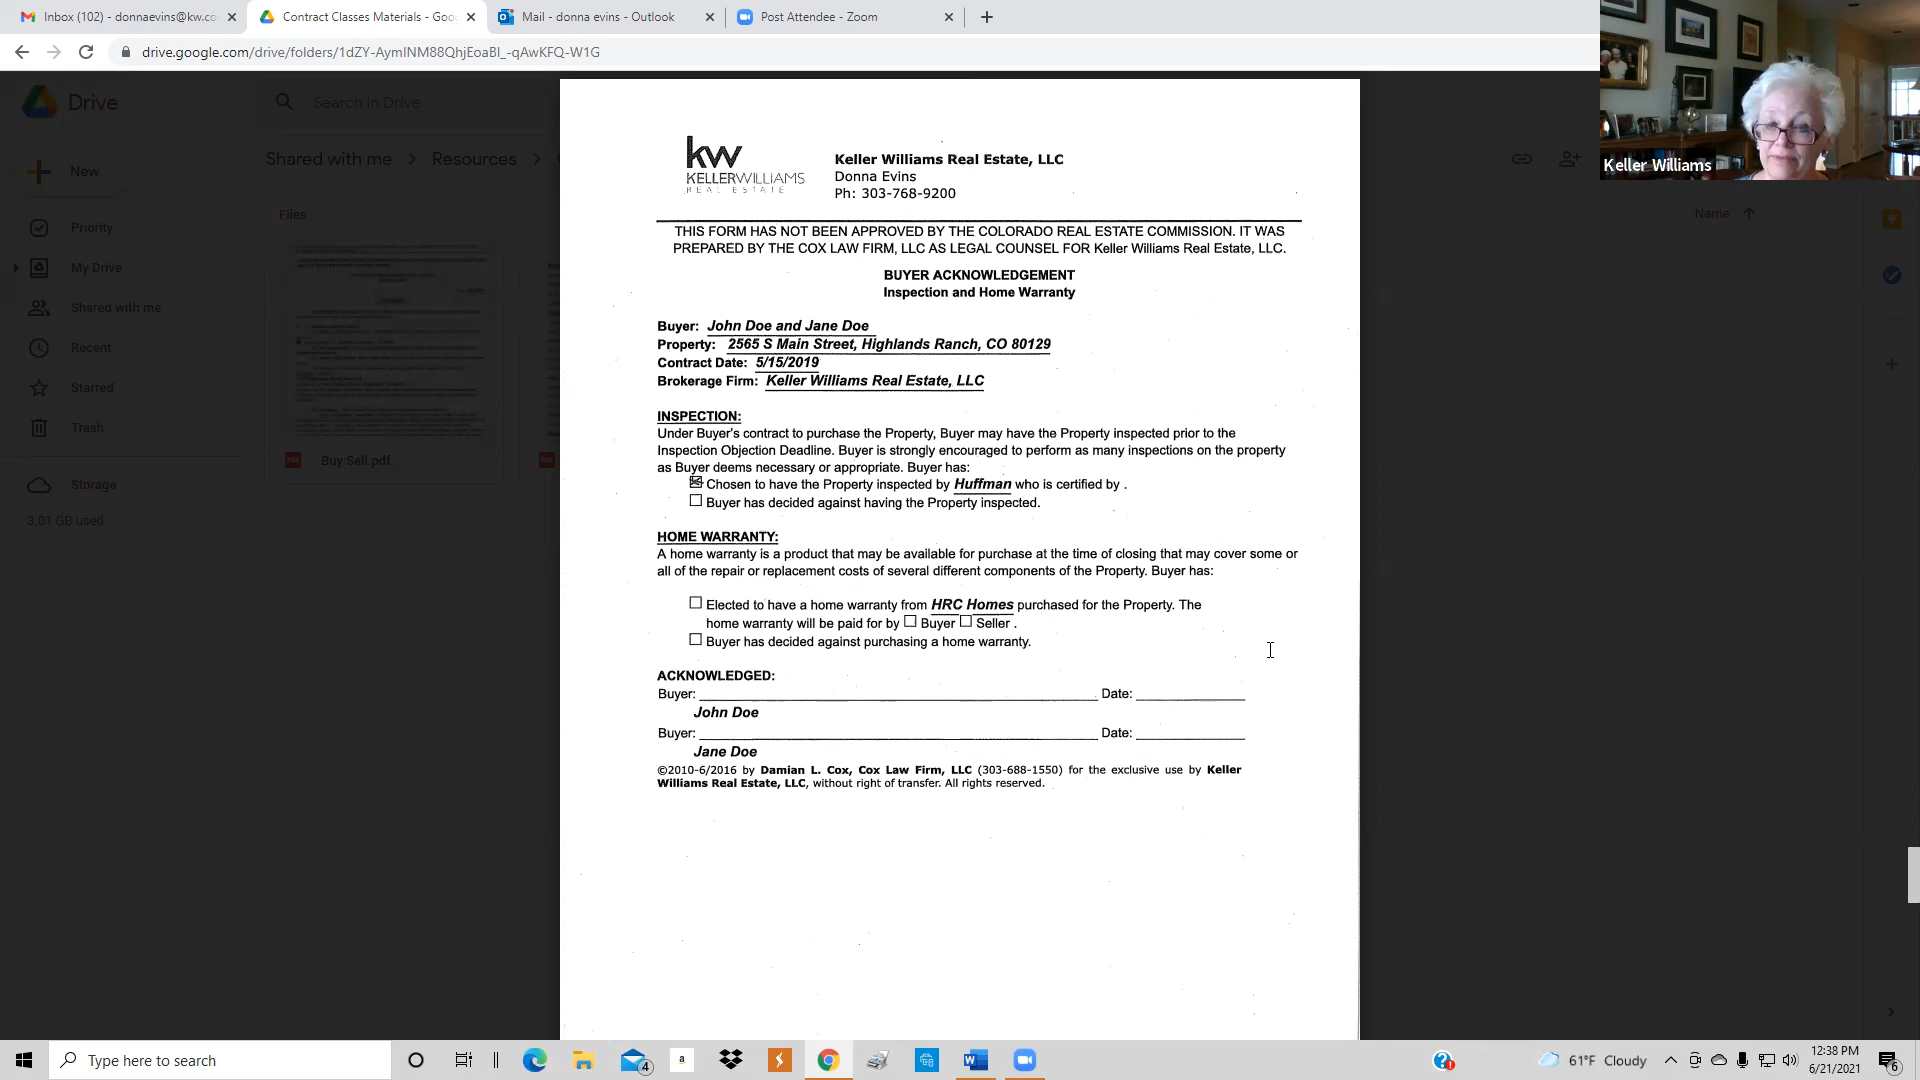 Inbox (102) - donnaevins@kw.co
Contract Classes Materials - Goo
Mail - donna evins - Outlook
Post Attendee - Zoom
drive.google.com/drive/folders/1dZY-AymINM88QhjEoaBl_-qAwKFQ-W1G
Drive
Search in Drive
New
Shared with me
Resources
Files
Name
Priority
My Drive
Shared with me
Recent
Starred
Trash
Storage
3.01 GB used
Buy:Sell.pdf
Keller Williams
kw
KELLERWILLIAMS
REAL ESTATE
Keller Williams Real Estate, LLC
Donna Evins
Ph: 303-768-9200
THIS FORM HAS NOT BEEN APPROVED BY THE COLORADO REAL ESTATE COMMISSION. IT WAS
PREPARED BY THE COX LAW FIRM, LLC AS LEGAL COUNSEL FOR Keller Williams Real Estate, LLC.
BUYER ACKNOWLEDGEMENT
Inspection and Home Warranty
Buyer: John Doe and Jane Doe
Property: 2565 S Main Street, Highlands Ranch, CO 80129
Contract Date: 5/15/2019
Brokerage Firm: Keller Williams Real Estate, LLC
INSPECTION:
Under Buyer's contract to purchase the Property, Buyer may have the Property inspected prior to the
Inspection Objection Deadline. Buyer is strongly encouraged to perform as many inspections on the property
as Buyer deems necessary or appropriate. Buyer has:
Chosen to have the Property inspected by Huffman who is certified by .
Buyer has decided against having the Property inspected.
HOME WARRANTY:
A home warranty is a product that may be available for purchase at the time of closing that may cover some or
all of the repair or replacement costs of several different components of the Property. Buyer has:
Elected to have a home warranty from HRC Homes purchased for the Property. The
home warranty will be paid for by Buyer Seller .
Buyer has decided against purchasing a home warranty.
ACKNOWLEDGED:
Buyer: Date:
John Doe
Buyer: Date:
Jane Doe
©2010-6/2016 by Damian L. Cox, Cox Law Firm, LLC (303-688-1550) for the exclusive use by Keller
Williams Real Estate, LLC, without right of transfer. All rights reserved.
Type here to search
4
a
61°F Cloudy
12:38 PM
6/21/2021
6